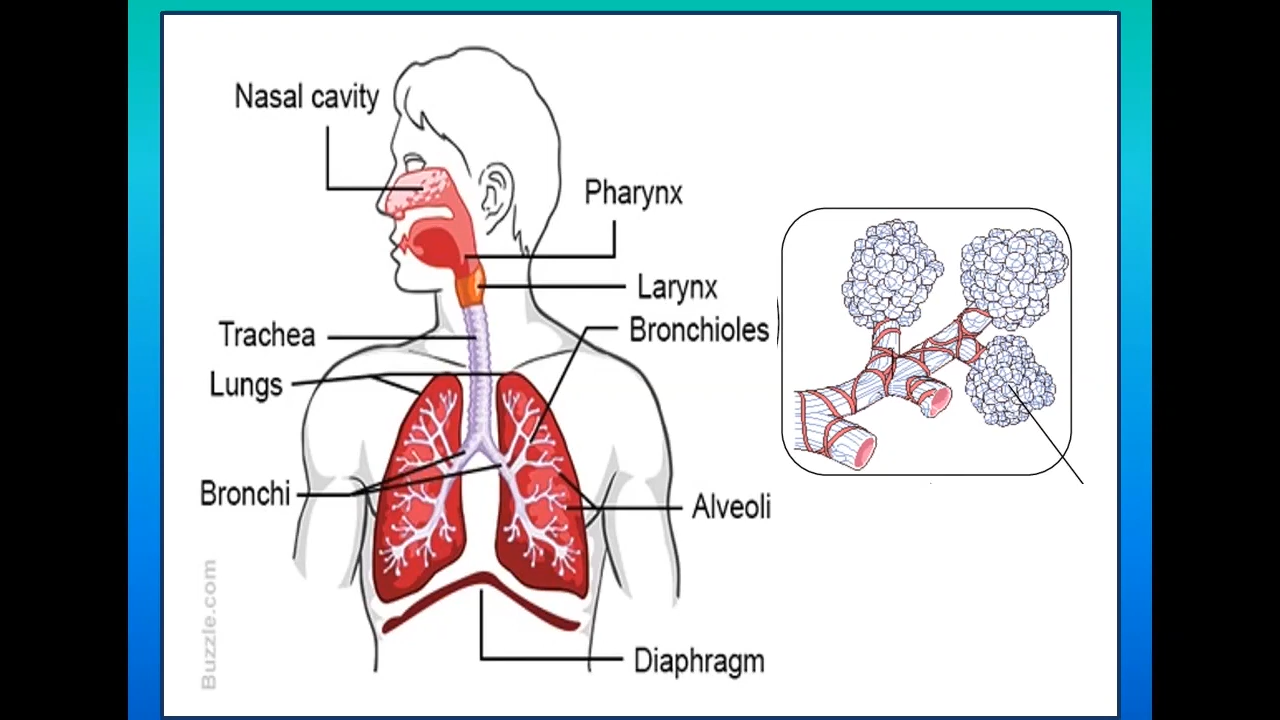 Nasal cavity
Pharynx
Larynx
Trachea
Bronchioles
Lungs
Bronchi
Alveoli
Diaphragm
Buzzle.com